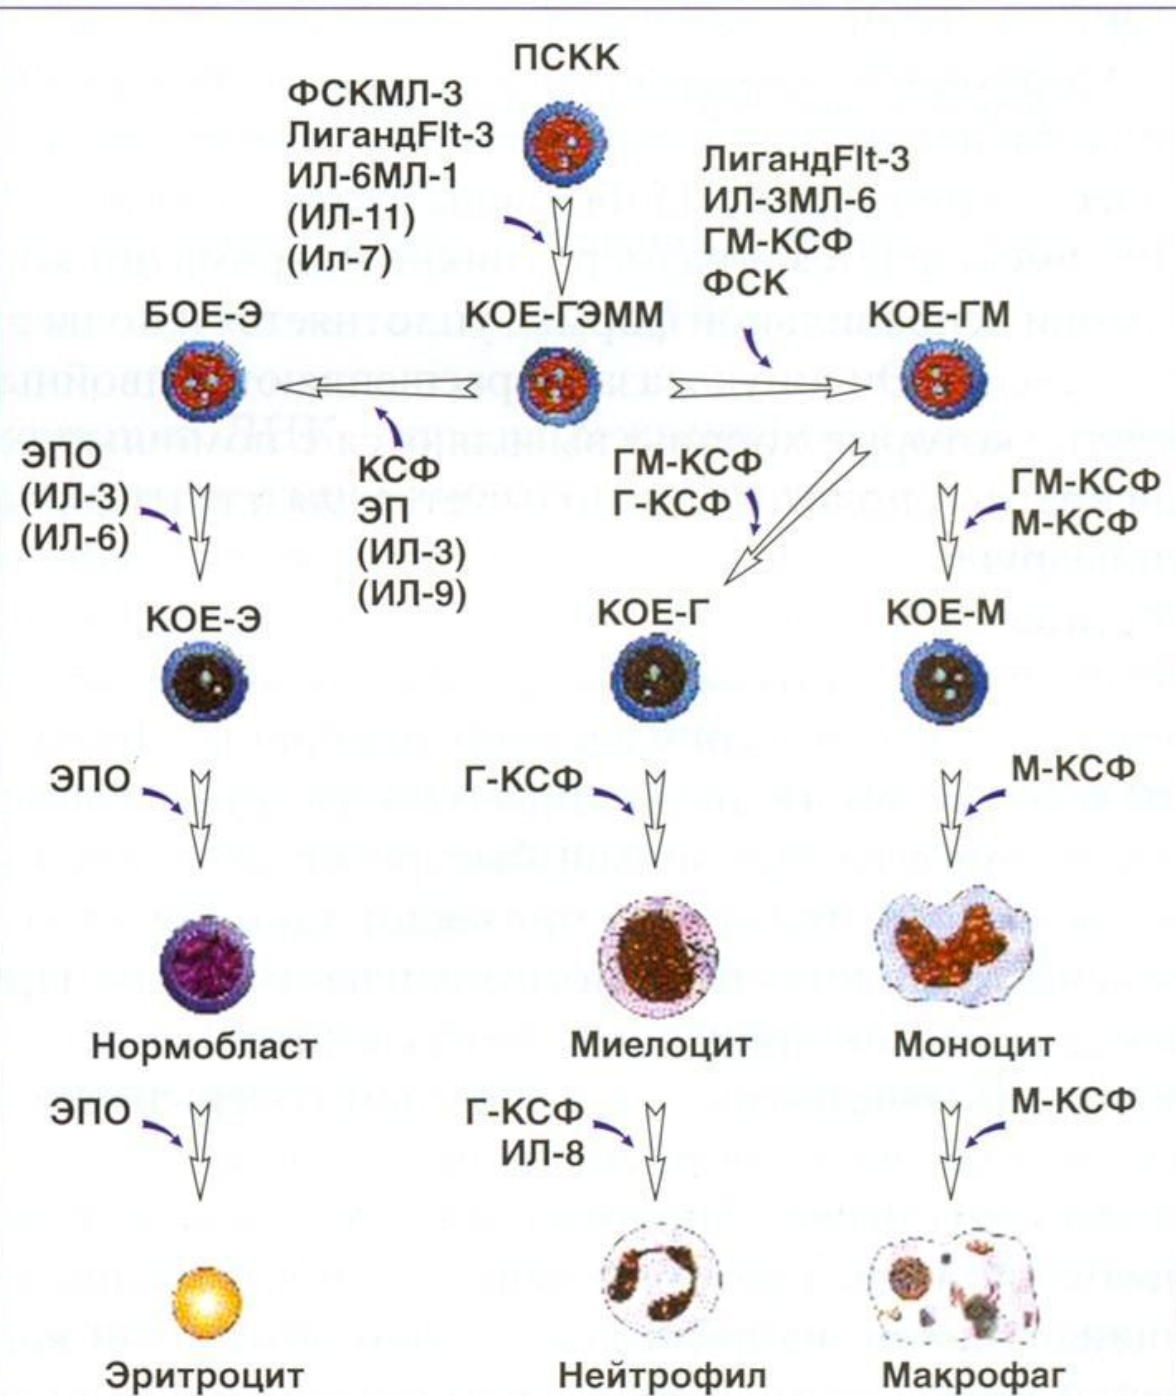 ПСКК
ФСКМЛ-3
ЛигандFlt-3
ИЛ-6МЛ-1
(ИЛ-11)
(Ил-7)
ЛигандFlt-3
ИЛ-3МЛ-6
ГМ-КСФ
ФСК
БОЕ-Э
КОЕ-ГЭММ
КОЕ-ГМ
ЭПО
(ИЛ-3)
(ИЛ-6)
КСФ
ЭП
(ИЛ-3)
(ИЛ-9)
ГМ-КСФ
Г-КСФ
ГМ-КСФ
М-КСФ
КОЕ-Э
КОЕ-Г
КОЕ-М
ЭПО
Г-КСФ
М-КСФ
Нормобласт
Миелоцит
Моноцит
ЭПО
Г-КСФ
ИЛ-8
М-КСФ
Эритроцит
Нейтрофил
Макрофаг